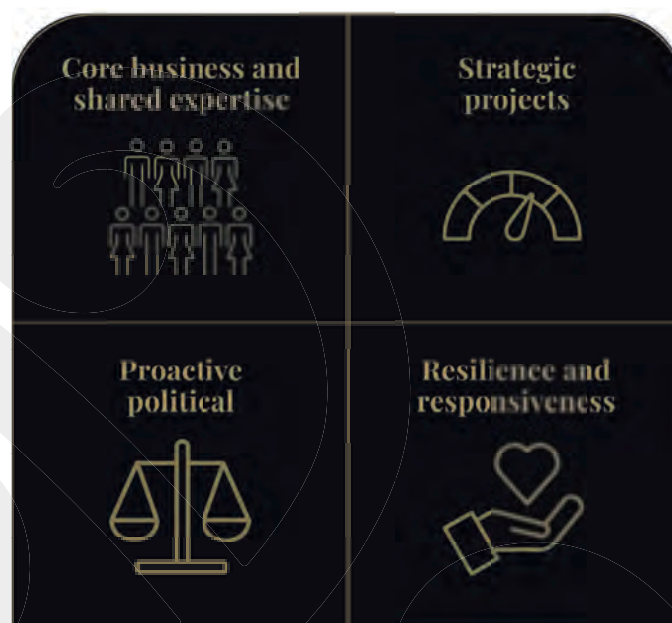 Core business and
shared expertise
Strategic
projects
Proactive
political
Resilience and
responsiveness